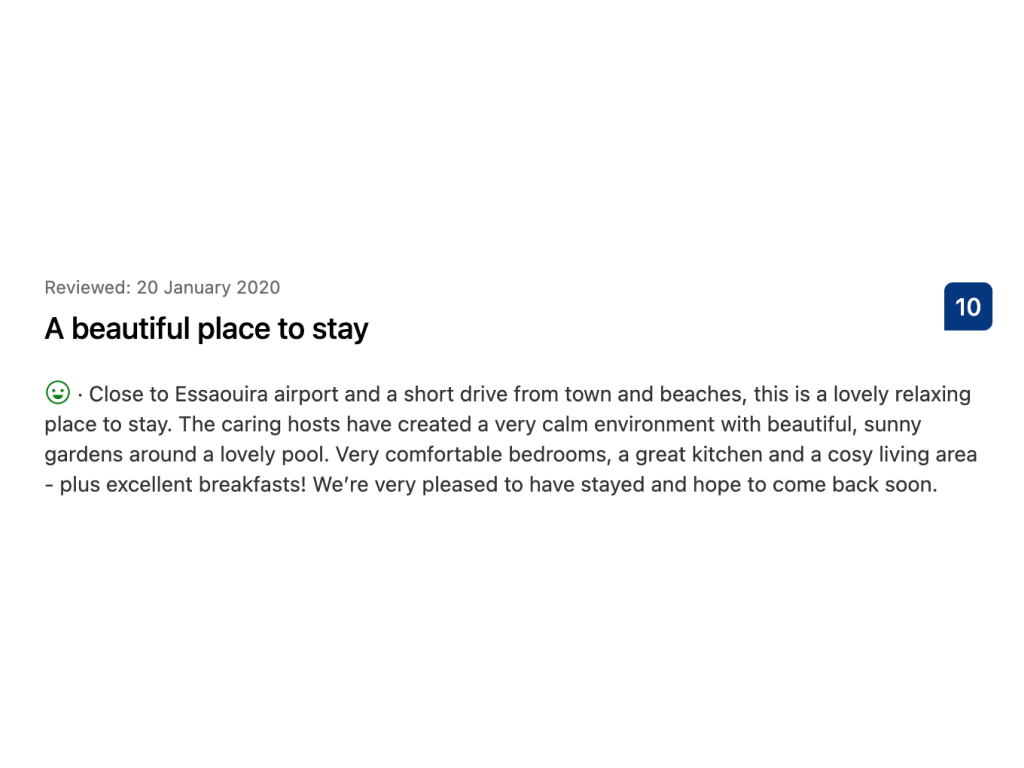 Reviewed: 20 January 2020
10
A beautiful place to stay
· Close to Essaouira airport and a short drive from town and beaches, this is a lovely relaxing
place to stay. The caring hosts have created a very calm environment with beautiful, sunny
gardens around a lovely pool. Very comfortable bedrooms, a great kitchen and a cosy living area
- plus excellent breakfasts! We’re very pleased to have stayed and hope to come back soon.